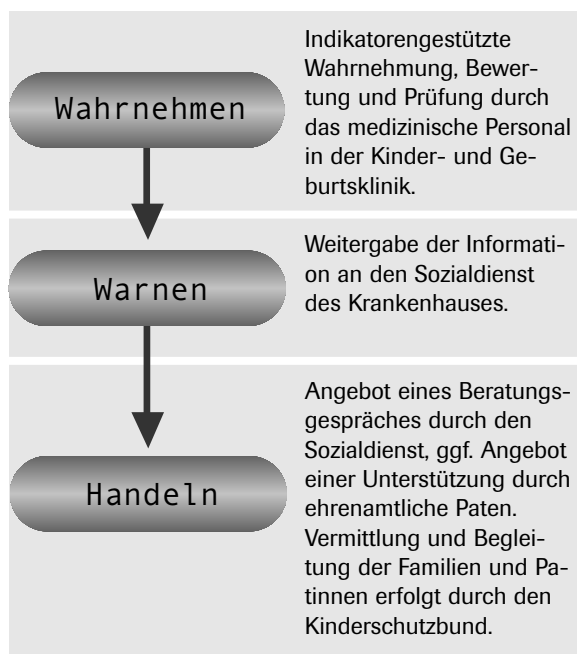 Wahrnehmen
Indikatorengestützte
Wahrnehmung, Bewer-
tung und Prüfung durch
das medizinische Personal
in der Kinder- und Ge-
burtsklinik.
Warnen
Weitergabe der Informati-
on an den Sozialdienst
des Krankenhauses.
Handeln
Angebot eines Beratungs-
gespräches durch den
Sozialdienst, ggf. Angebot
einer Unterstützung durch
ehrenamtliche Paten.
Vermittlung und Beglei-
tung der Familien und Pa-
tinnen erfolgt durch den
Kinderschutzbund.